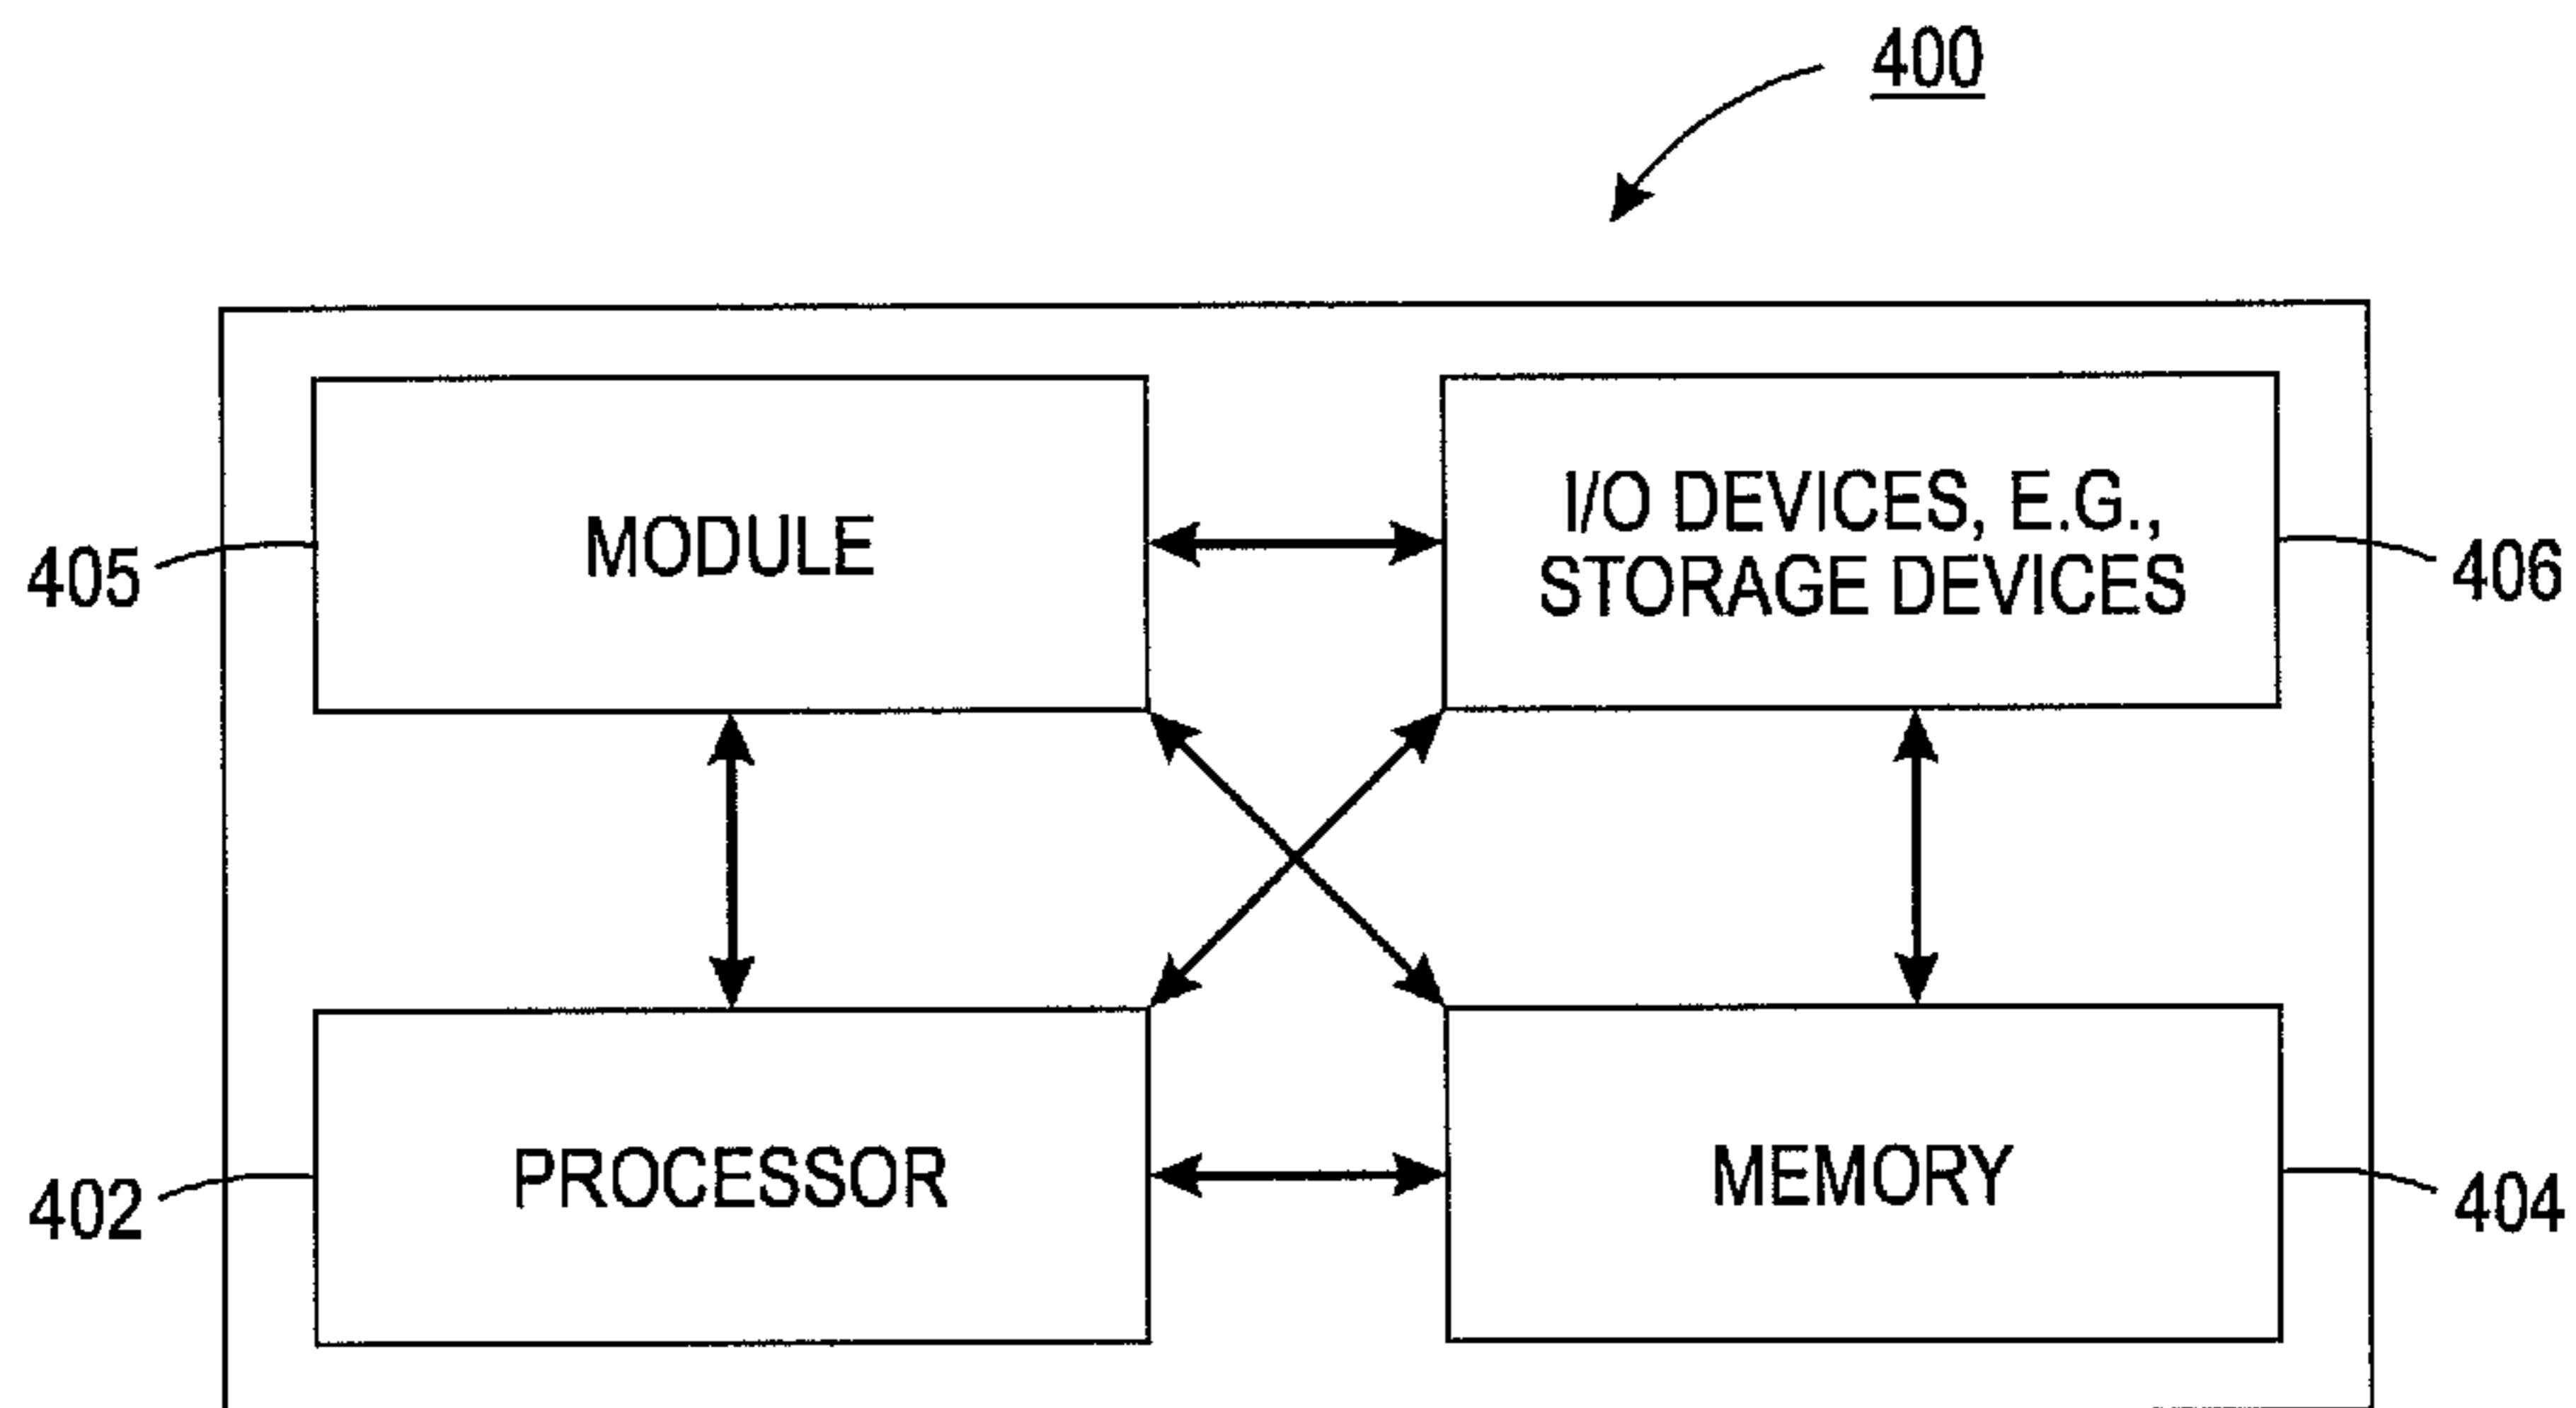 400
MODULE
I/O DEVICES, E.G.,
STORAGE DEVICES
405
406
PROCESSOR
MEMORY
402
404